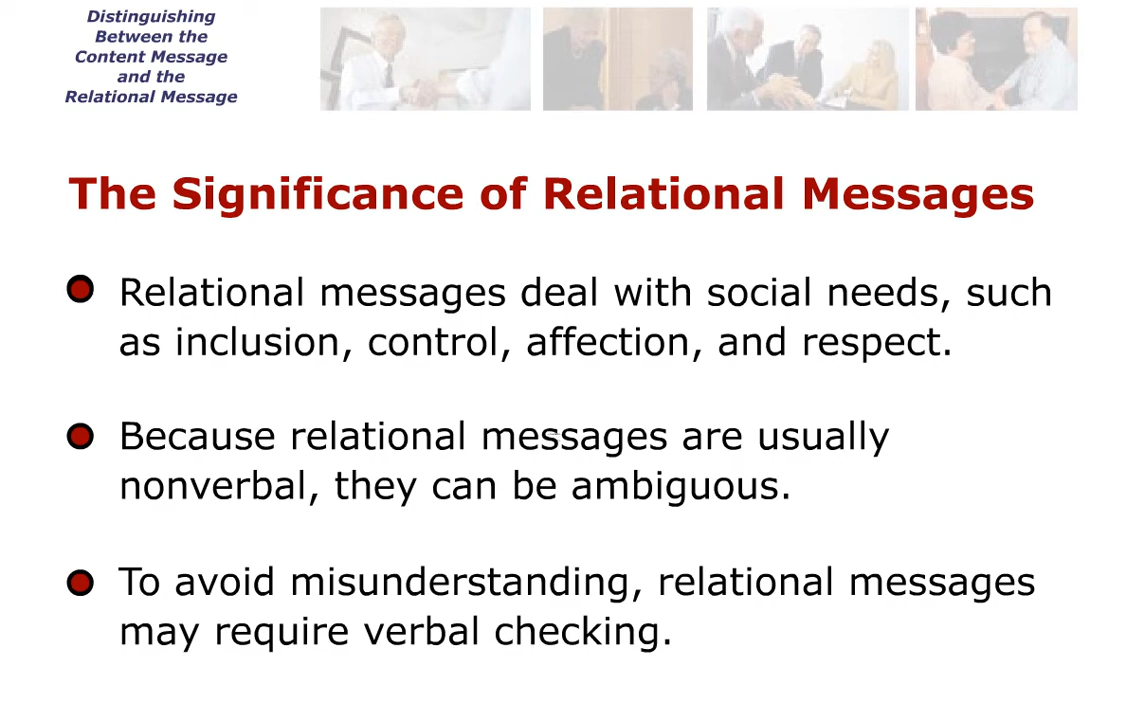 Distinguishing
Between the
Content Message
and the
Relational Message
The Significance of Relational Messages
Relational messages deal with social needs, such
as inclusion, control, affection, and respect.
Because relational messages are usually
nonverbal, they can be ambiguous.
To avoid misunderstanding, relational messages
may require verbal checking.